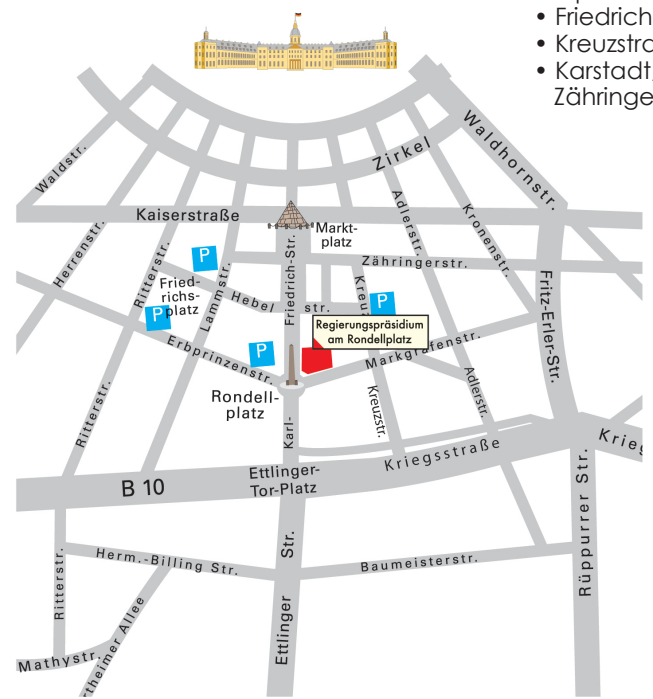 • Friedrich
• Kreuzstra
• Karstadt,
Zähringe
Waldstr.
Zirkel
Waldhornstr.
Kaiserstraße
Markt-
platz
Adlerstr.
Kronenstr.
Herrenstr.
Ritterstr.
P
Lammstr.
Friedrich-Str.
Zähringerstr.
Fried-
richs-
platz
P
Hebel str.
Kreuz
P
Fritz-Erler-Str.
Regierungspräsidium
am Rondellplatz
P
Erbprinzenstr.
Markgrafenstr.
Rondell-
platz
Karl-
Kreuzstr.
Adlerstr.
Ritterstr.
Kriegsstraße
Krieg
B 10
Ettlinger-
Tor-Platz
Rüppurrer Str.
Ritterstr.
Herm.-Billing Str.
Ettlinger Str.
Baumeisterstr.
Mathystr.
rtheimer Allee